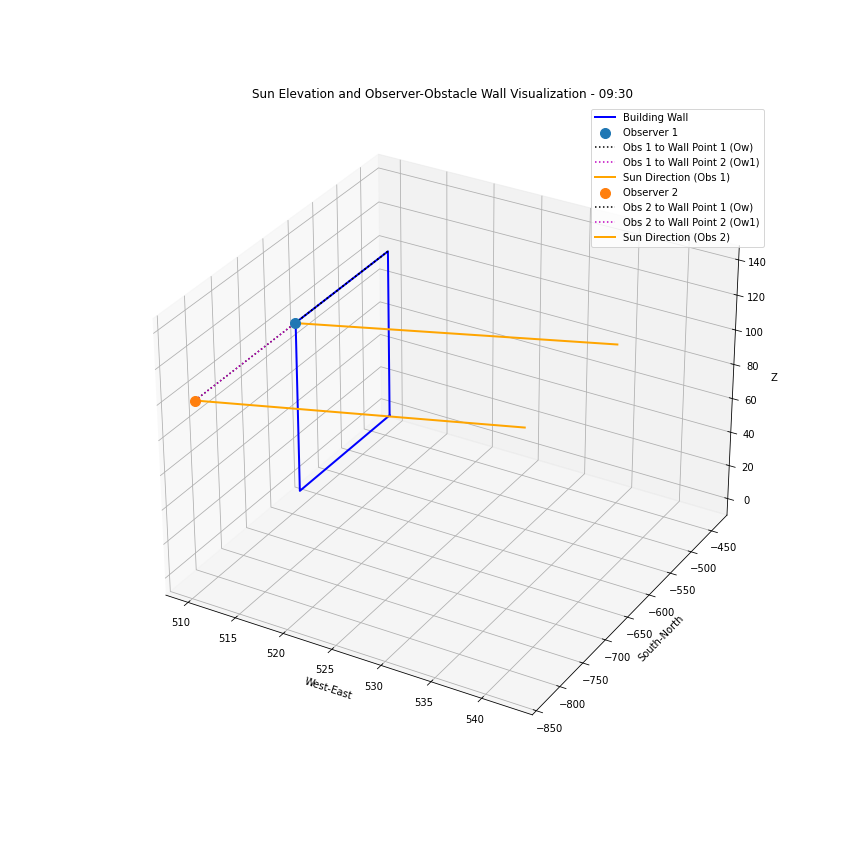 Sun Elevation and Observer-Obstacle Wall Visualization - 09:30
Building Wall
Observer 1
Obs 1 to Wall Point 1 (Ow)
Obs 1 to Wall Point 2 (Ow1)
Sun Direction (Obs 1)
Observer 2
Obs 2 to Wall Point 1 (Ow)
Obs 2 to Wall Point 2 (Ow1)
Sun Direction (Obs 2)
140
120
100
80
60
40
20
0
Z
−450
−500
−550
−600
−650
−700
−750
−800
−850
South-North
510
515
520
525
530
535
540
West-East